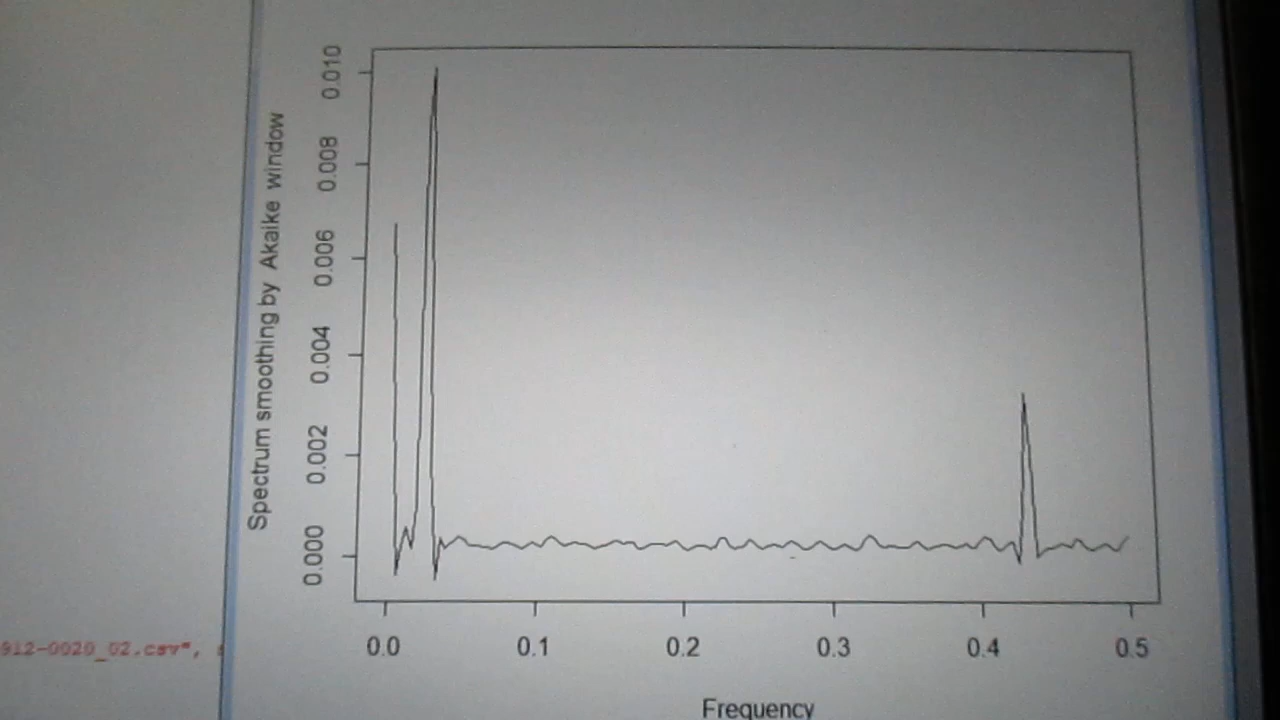 Spectrum smoothing by Akaike window
0.010
0.008
0.006
0.004
0.002
0.000
0.0 0.1 0.2 0.3 0.4 0.5
Frequency
912-0020_02.csv",